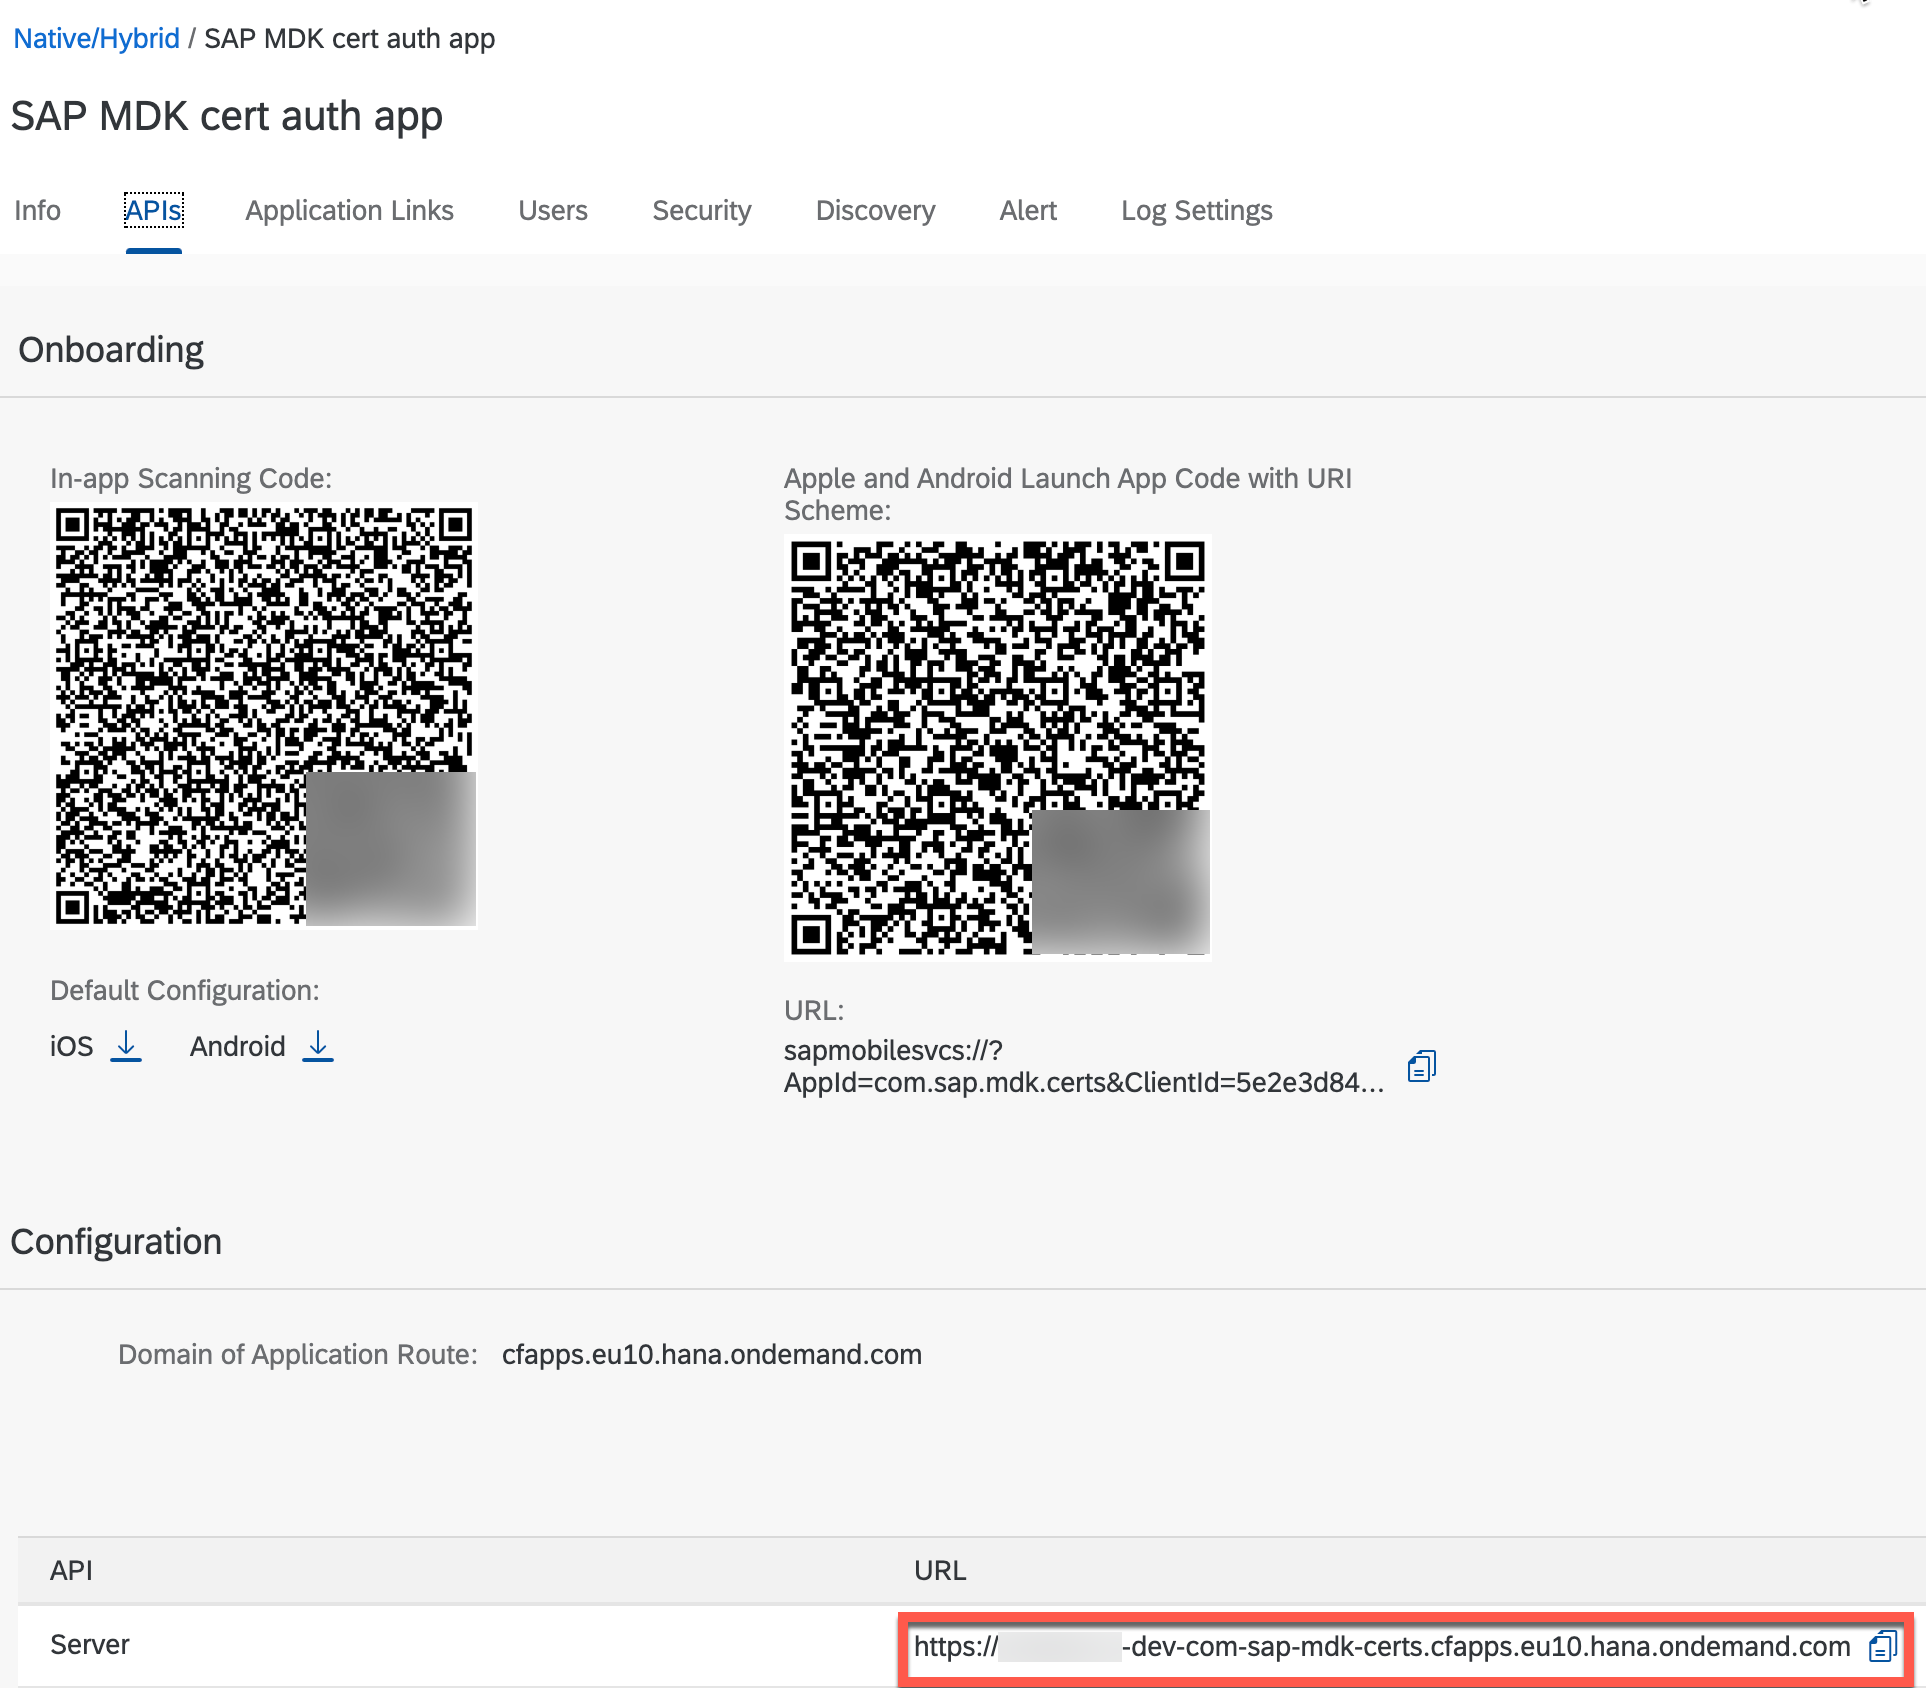 Native/Hybrid / SAP MDK cert auth app
SAP MDK cert auth app
Info APIs Application Links Users Security Discovery Alert Log Settings
Onboarding
In-app Scanning Code:
Apple and Android Launch App Code with URI
Scheme:
Default Configuration:
iOS Android
URL:
sapmobilesvcs://?
AppId=com.sap.mdk.certs&ClientId=5e2e3d84...
Configuration
Domain of Application Route: cfapps.eu10.hana.ondemand.com
API URL
Server https:// -dev-com-sap-mdk-certs.cfapps.eu10.hana.ondemand.com